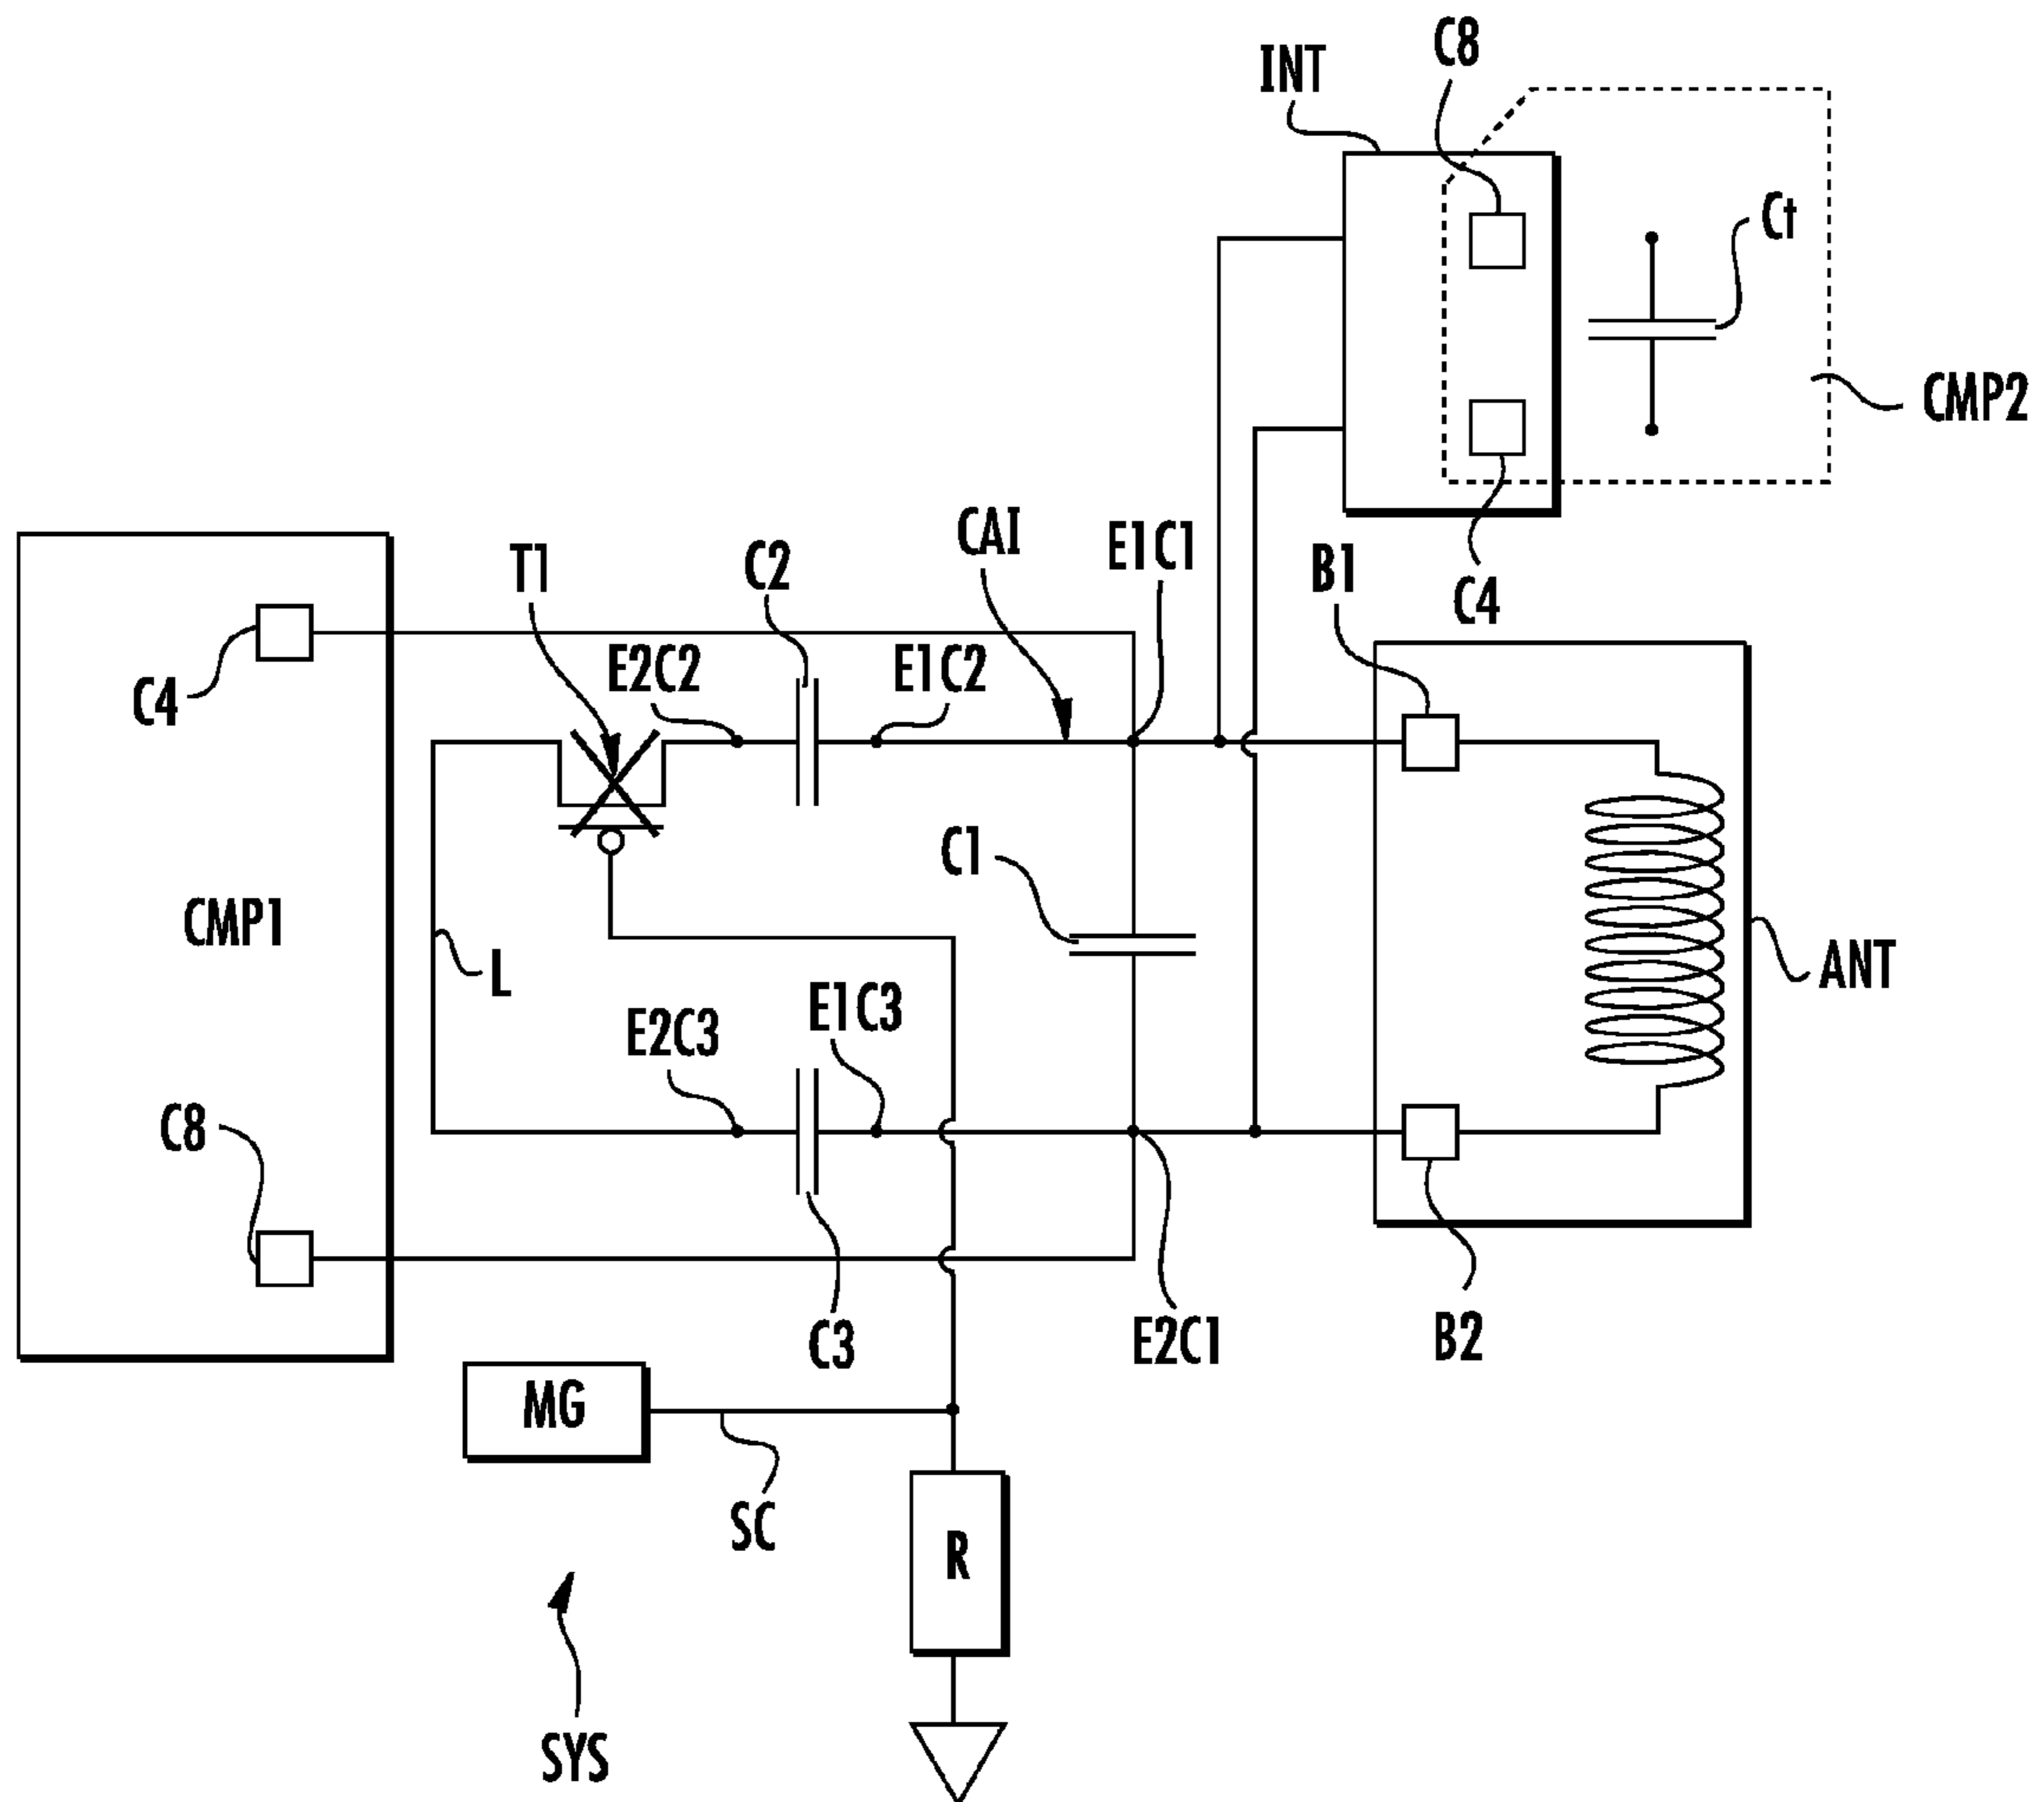 C8
INT
Ct
CMP2
CAI
E1C1
T1
C2
B1
C4
E2C2
E1C2
C4
C1
CMP1
L
ANT
E1C3
E2C3
C8
C3
E2C1
B2
MG
SC
R
SYS